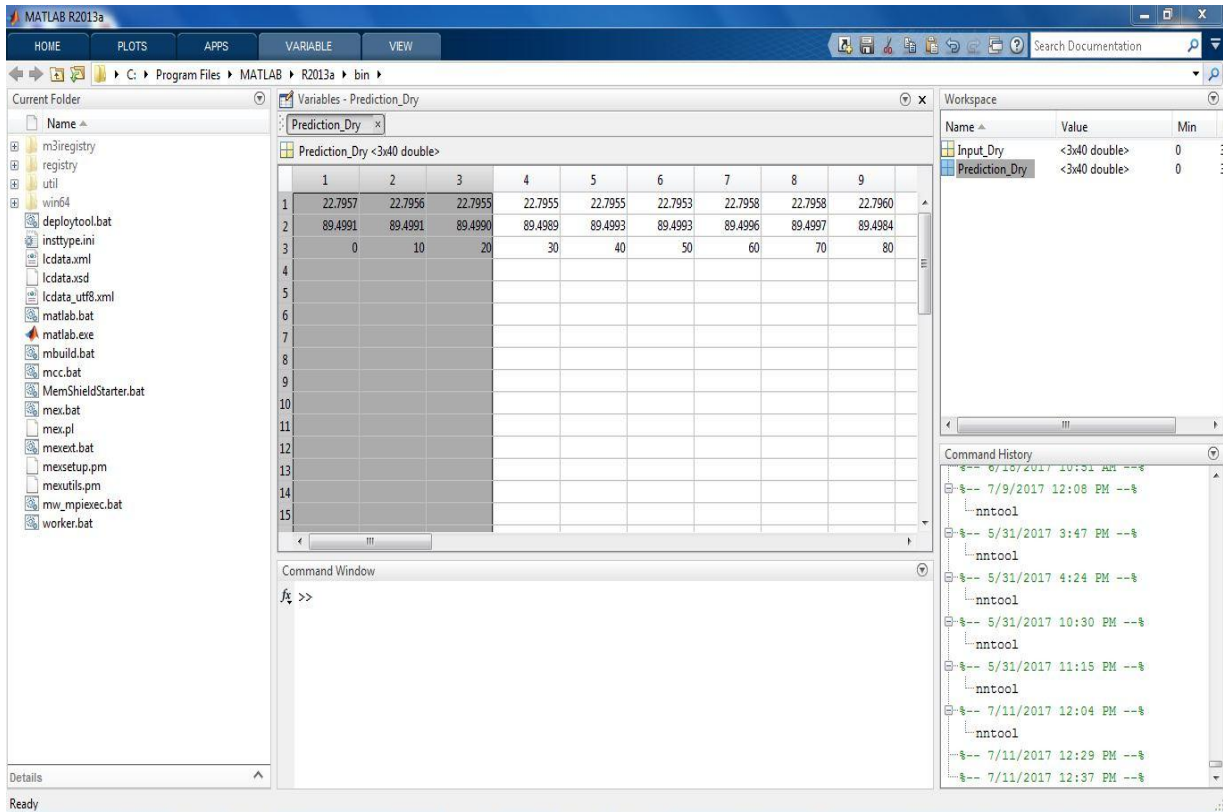 MATLAB R2013a
HOME PLOTS APPS VARIABLE VIEW Search Documentation
C: Program Files MATLAB R2013a bin
Current Folder
Name
m3iregistry
registry
util
win64
deploytool.bat
insttype.ini
lcdata.xml
lcdata.xsd
lcdata_utf8.xml
matlab.bat
matlab.exe
mbuild.bat
mcc.bat
MemShieldStarter.bat
mex.bat
mex.pl
mexext.bat
mexsetup.pm
mexutils.pm
mw_mpiexec.bat
worker.bat
Details
Ready
Variables - Prediction_Dry
Prediction_Dry
Prediction_Dry <3x40 double>
1 2 3 4 5 6 7 8 9
1 22.7957 22.7956 22.7955 22.7955 22.7955 22.7953 22.7958 22.7958 22.7960
2 89.4991 89.4991 89.4990 89.4989 89.4993 89.4993 89.4996 89.4997 89.4984
3 0 10 20 30 40 50 60 70 80
4
5
6
7
8
9
10
11
12
13
14
15
Command Window
fx >>
Workspace
Name Value Min
Input_Dry <3x40 double> 0
Prediction_Dry <3x40 double> 0
Command History
%-- 6/18/2017 10:51 AM --%
%-- 7/9/2017 12:08 PM --%
nntool
%-- 5/31/2017 3:47 PM --%
nntool
%-- 5/31/2017 4:24 PM --%
nntool
%-- 5/31/2017 10:30 PM --%
nntool
%-- 5/31/2017 11:15 PM --%
nntool
%-- 7/11/2017 12:04 PM --%
nntool
%-- 7/11/2017 12:29 PM --%
%-- 7/11/2017 12:37 PM --%